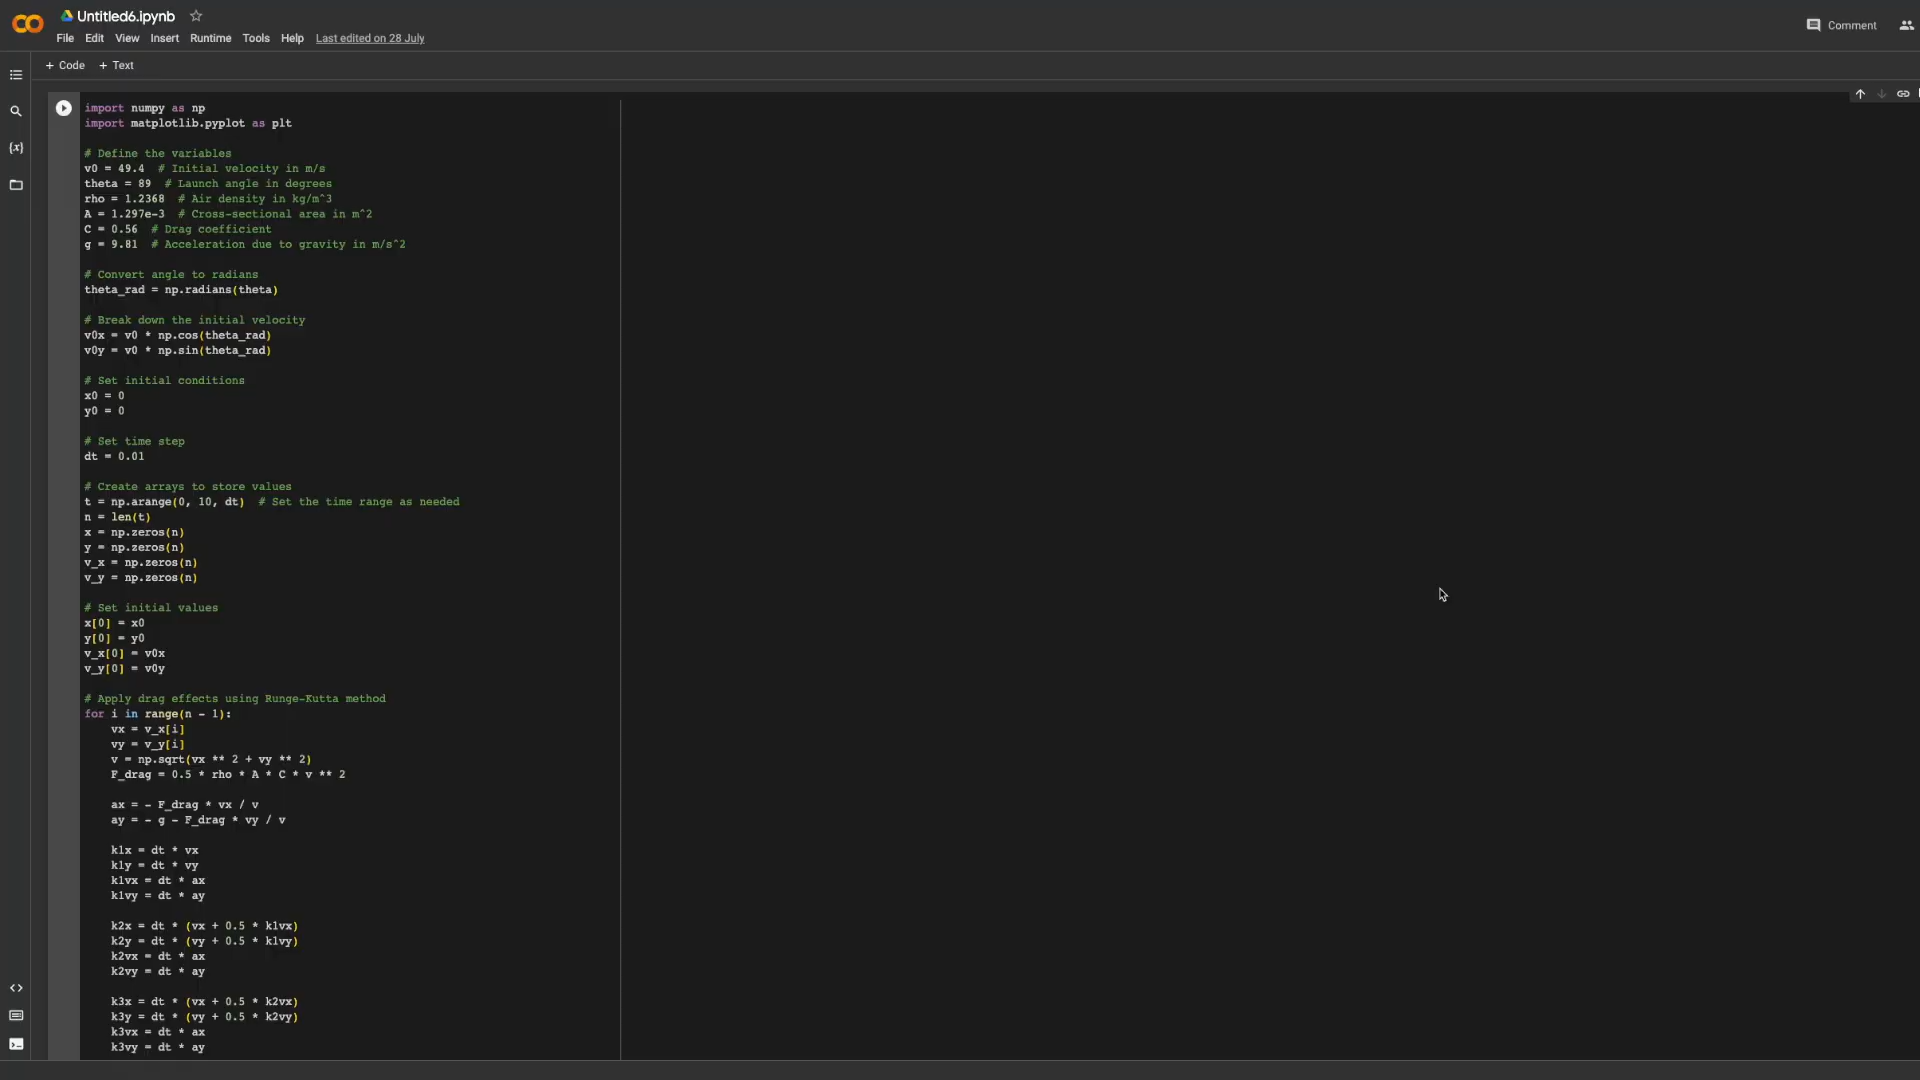 Untitled6.ipynb
File Edit View Insert Runtime Tools Help Last edited on 28 July
Comment
+ Code + Text
import numpy as np
import matplotlib.pyplot as plt
# Define the variables
v0 = 49.4  # Initial velocity in m/s
theta = 89  # Launch angle in degrees
rho = 1.2368  # Air density in kg/m^3
A = 1.297e-3  # Cross-sectional area in m^2
C = 0.56  # Drag coefficient
g = 9.81  # Acceleration due to gravity in m/s^2
# Convert angle to radians
theta_rad = np.radians(theta)
# Break down the initial velocity
v0x = v0 * np.cos(theta_rad)
v0y = v0 * np.sin(theta_rad)
# Set initial conditions
x0 = 0
y0 = 0
# Set time step
dt = 0.01
# Create arrays to store values
t = np.arange(0, 10, dt)  # Set the time range as needed
n = len(t)
x = np.zeros(n)
y = np.zeros(n)
v_x = np.zeros(n)
v_y = np.zeros(n)
# Set initial values
x[0] = x0
y[0] = y0
v_x[0] = v0x
v_y[0] = v0y
# Apply drag effects using Runge-Kutta method
for i in range(n - 1):
    vx = v_x[i]
    vy = v_y[i]
    v = np.sqrt(vx ** 2 + vy ** 2)
    F_drag = 0.5 * rho * A * C * v ** 2
    ax = - F_drag * vx / v
    ay = - g - F_drag * vy / v
    k1x = dt * vx
    k1y = dt * vy
    k1vx = dt * ax
    k1vy = dt * ay
    k2x = dt * (vx + 0.5 * k1vx)
    k2y = dt * (vy + 0.5 * k1vy)
    k2vx = dt * ax
    k2vy = dt * ay
    k3x = dt * (vx + 0.5 * k2vx)
    k3y = dt * (vy + 0.5 * k2vy)
    k3vx = dt * ax
    k3vy = dt * ay